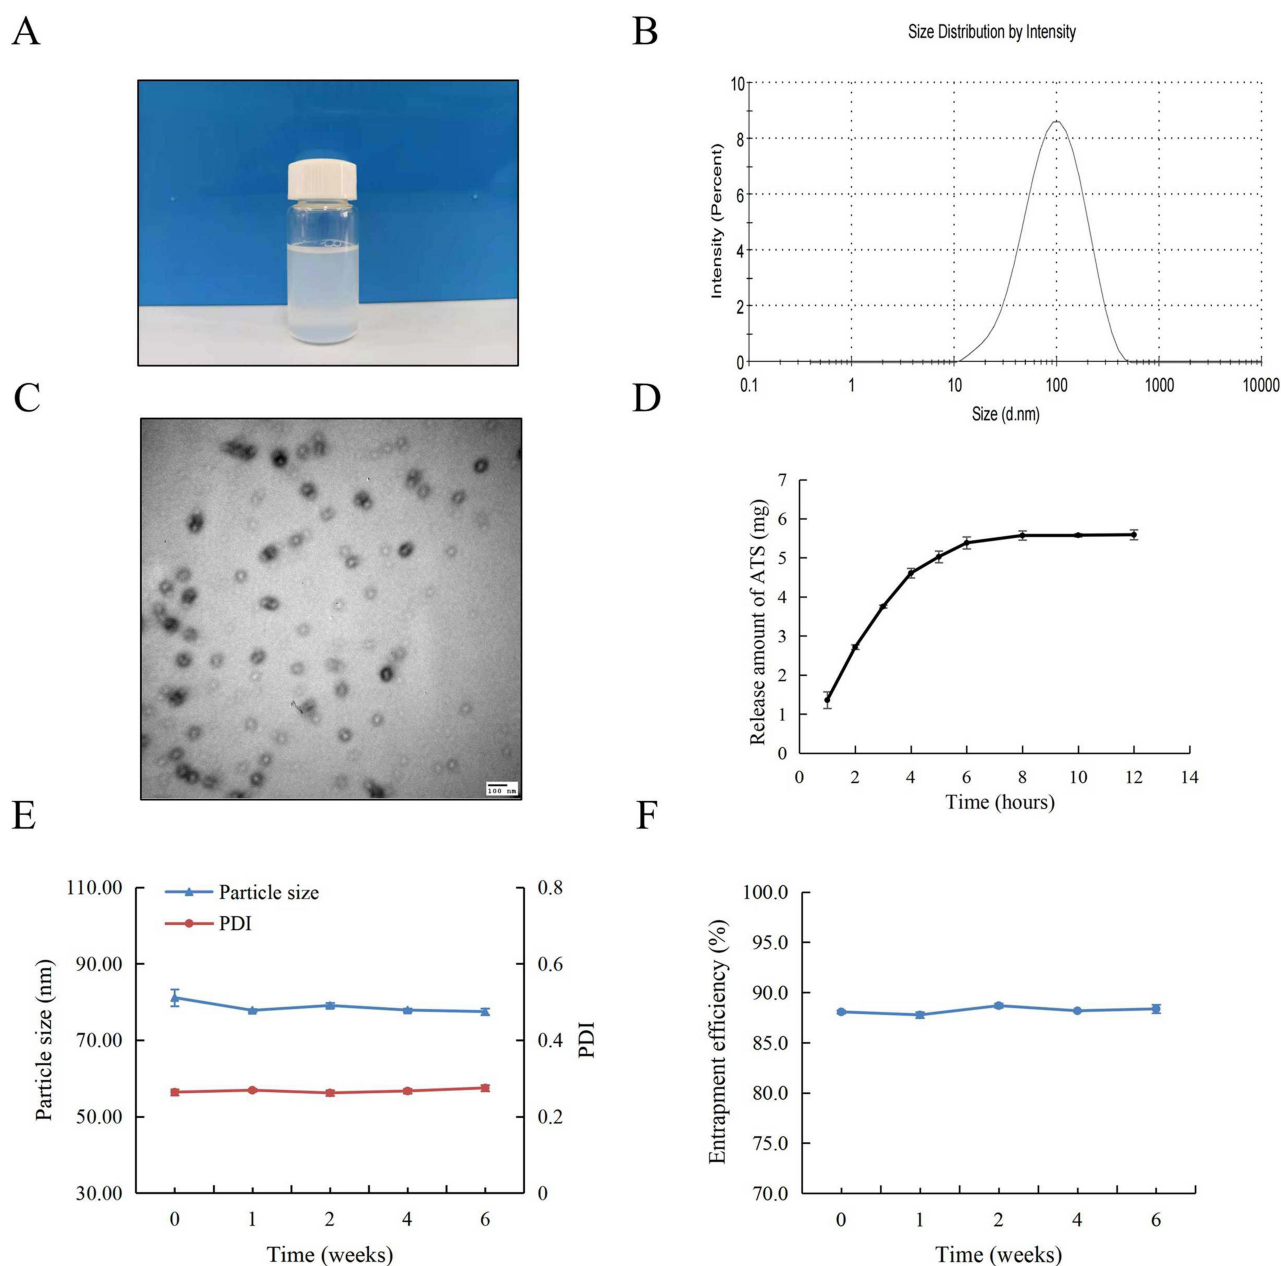 A
B
Size Distribution by Intensity
Intensity (Percent)
10
8
6
4
2
0
0.1 1 10 100 1000 10000
Size (d.nm)
C
100 nm
D
Release amount of ATS (mg)
7
6
5
4
3
2
1
0
0 2 4 6 8 10 12 14
Time (hours)
E
Particle size
PDI
Particle size (nm)
110.00
90.00
70.00
50.00
30.00
0.8
0.6
0.4
0.2
0
PDI
0 1 2 4 6
Time (weeks)
F
Entrapment efficiency (%)
100.0
95.0
90.0
85.0
80.0
75.0
70.0
0 1 2 4 6
Time (weeks)